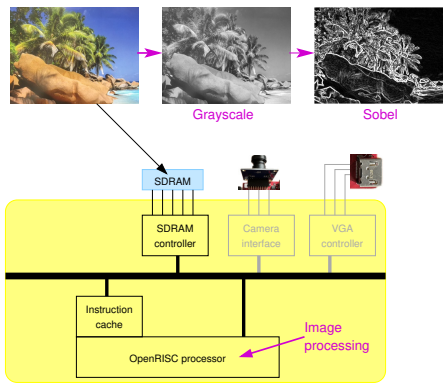 Grayscale
Sobel
SDRAM
SDRAM
controller
Camera
interface
VGA
controller
Instruction
cache
Image
processing
OpenRISC processor